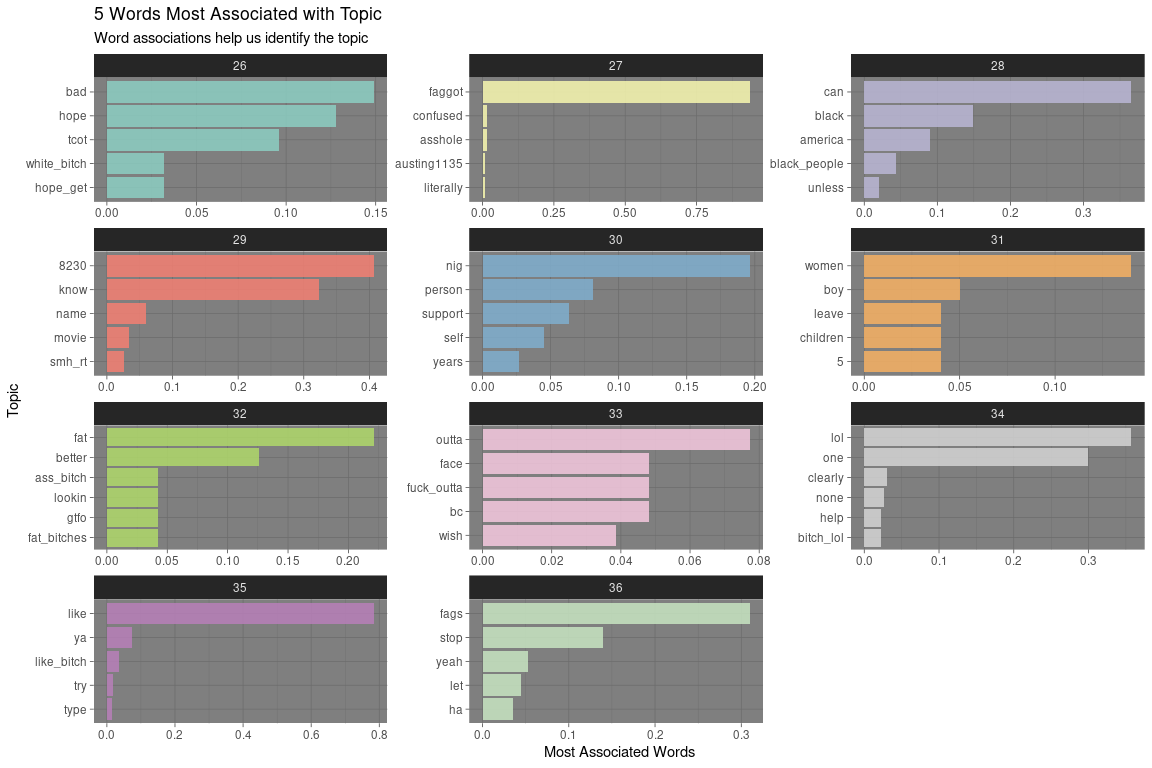 5 Words Most Associated with Topic
Word associations help us identify the topic
26
bad
hope
tcot
white_bitch
hope_get
0.00 0.05 0.10 0.15
27
faggot
confused
asshole
austing1135
literally
0.00 0.25 0.50 0.75
28
can
black
america
black_people
unless
0.0 0.1 0.2 0.3
29
8230
know
name
movie
smh_rt
0.0 0.1 0.2 0.3 0.4
30
nig
person
support
self
years
0.00 0.05 0.10 0.15 0.20
31
women
boy
leave
children
5
0.00 0.05 0.10
32
fat
better
ass_bitch
lookin
gtfo
fat_bitches
0.00 0.05 0.10 0.15 0.20
33
outta
face
fuck_outta
bc
wish
0.00 0.02 0.04 0.06 0.08
34
lol
one
clearly
none
help
bitch_lol
0.0 0.1 0.2 0.3
35
like
ya
like_bitch
try
type
0.0 0.2 0.4 0.6 0.8
36
fags
stop
yeah
let
ha
0.0 0.1 0.2 0.3
Topic
Most Associated Words